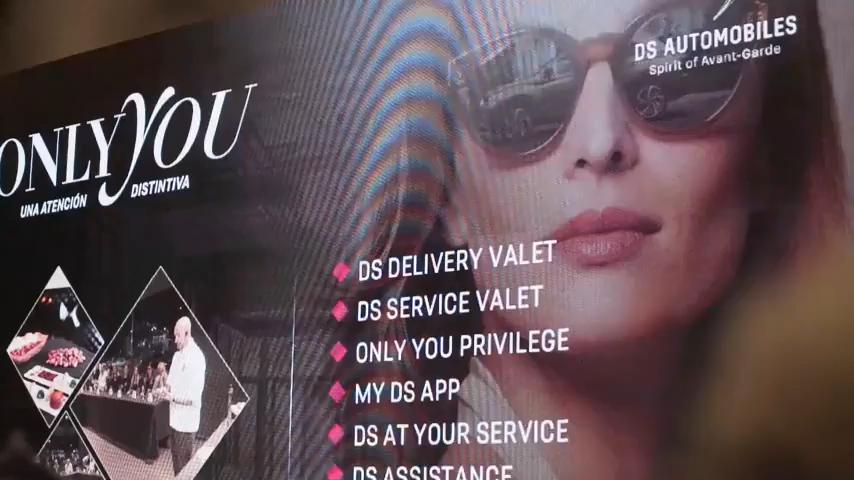 DS AUTOMOBILES
Spirit of Avant-Garde
ONLY YOU
UNA ATENCIÓN DISTINTIVA
DS DELIVERY VALET
DS SERVICE VALET
ONLY YOU PRIVILEGE
MY DS APP
DS AT YOUR SERVICE
DS ASSISTANCE